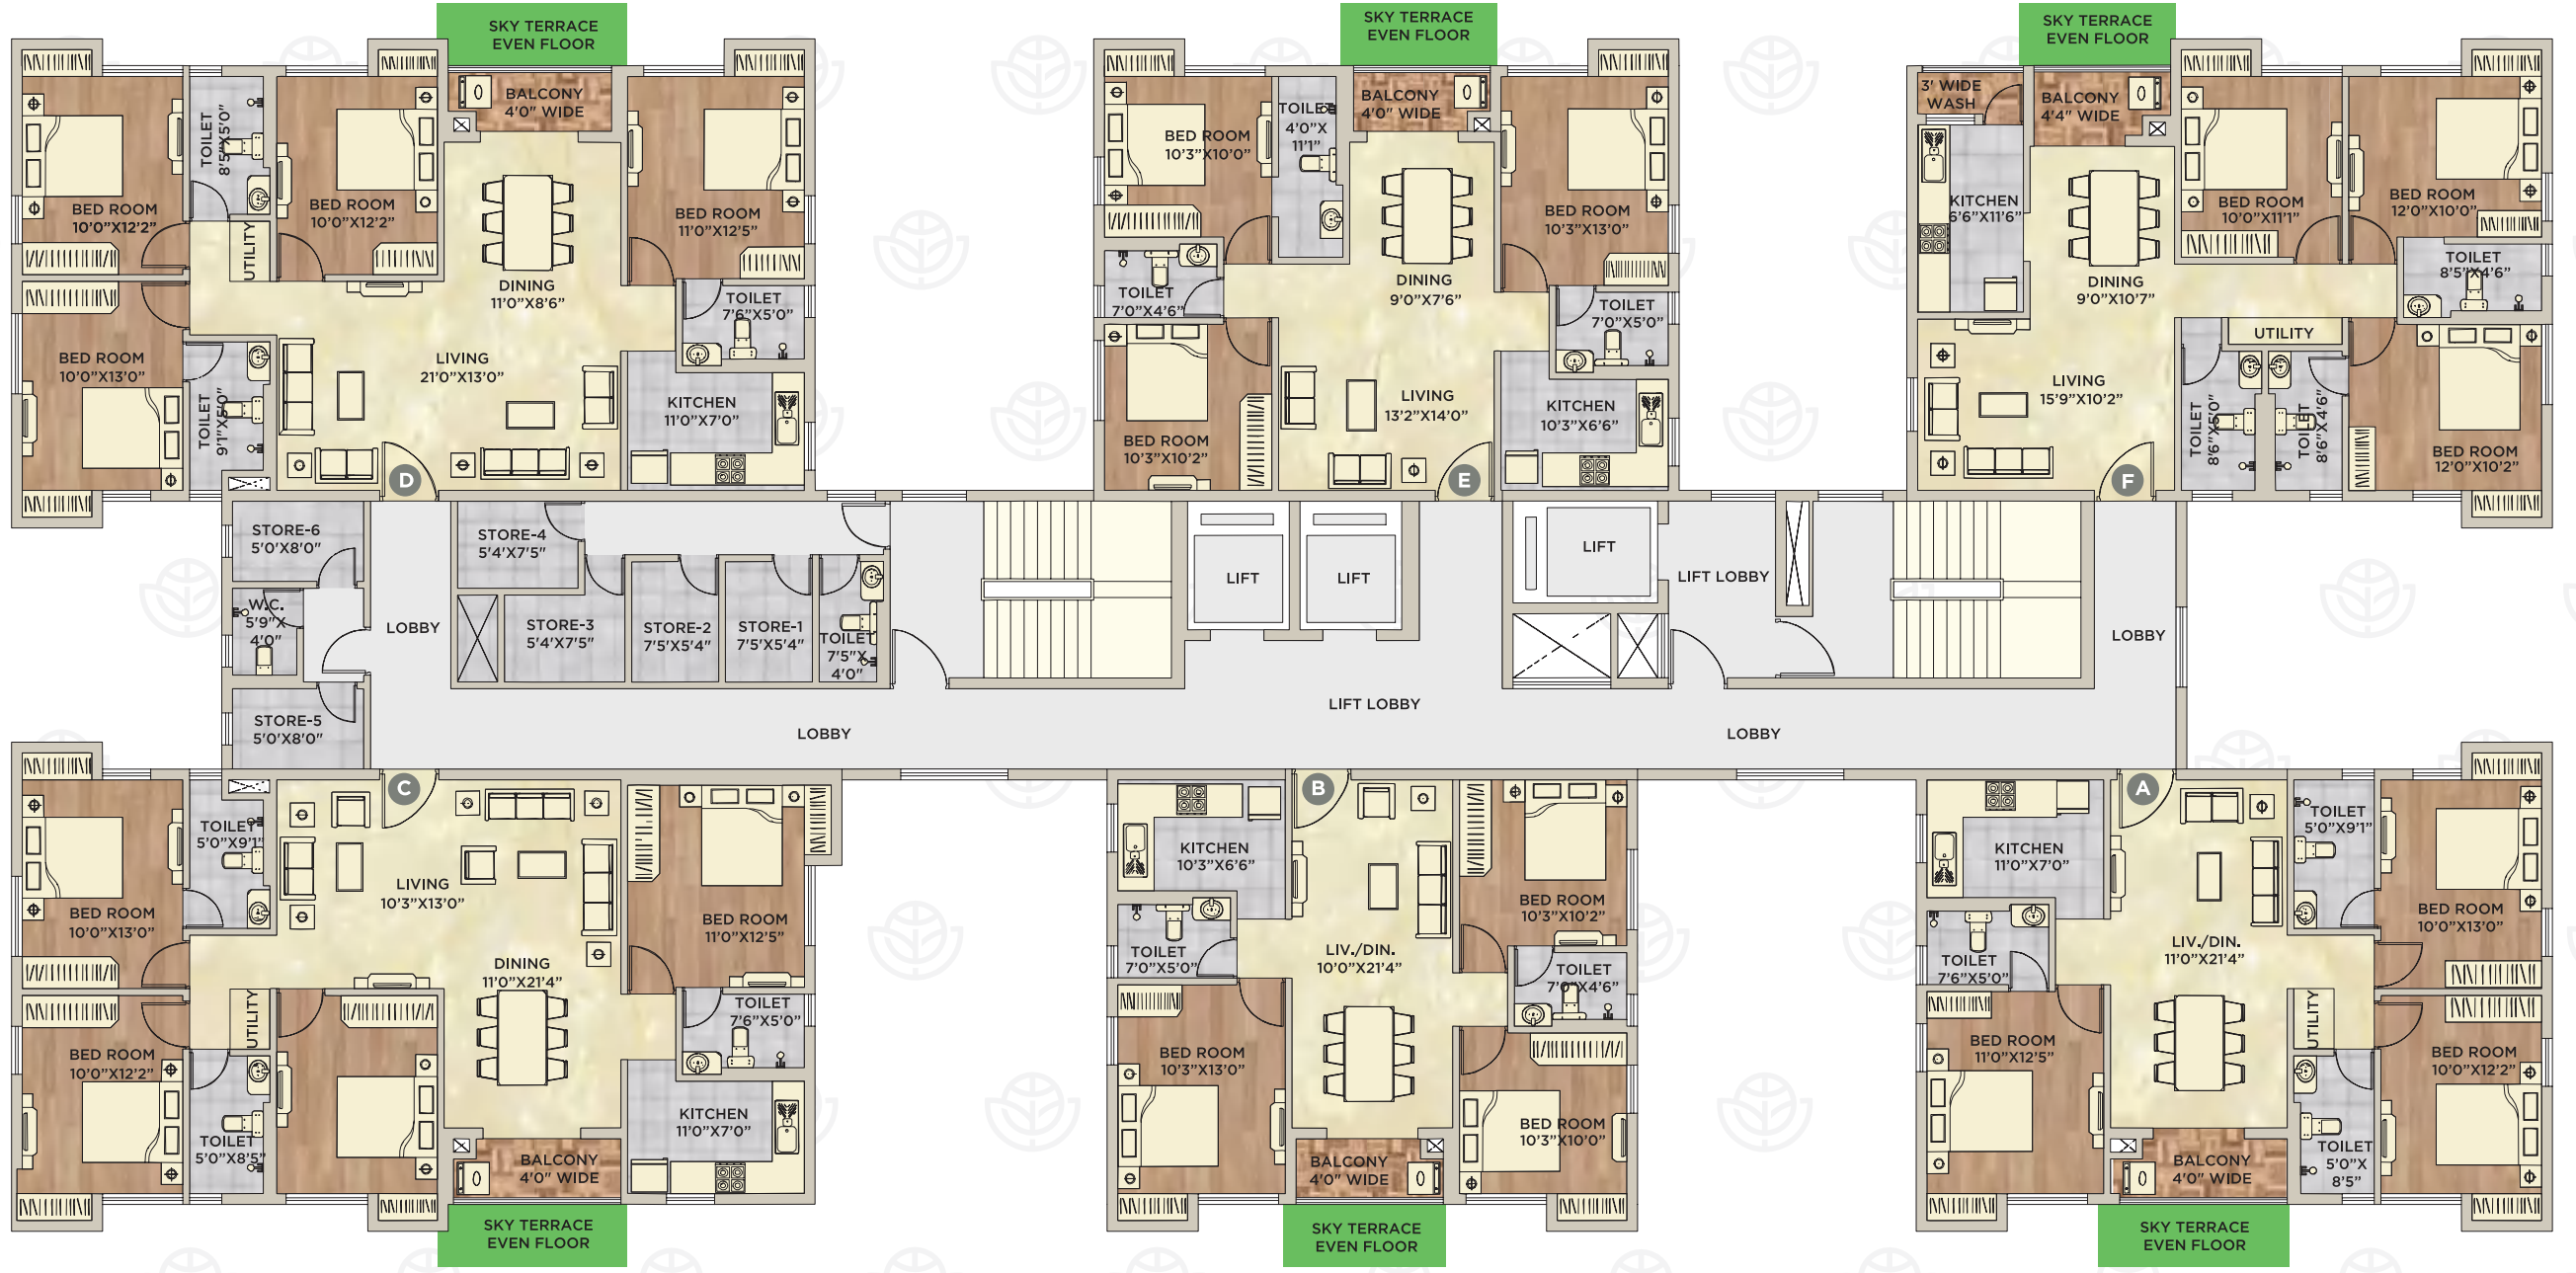 SKY TERRACE
EVEN FLOOR
BALCONY
4'0" WIDE
TOILET
8'5"X5'0"
BED ROOM
10'0"X12'2"
BED ROOM
10'0"X12'2"
BED ROOM
11'0"X12'5"
UTILITY
DINING
11'0"X8'6"
TOILET
7'6"X5'0"
BED ROOM
10'0"X13'0"
LIVING
21'0"X13'0"
TOILET
9'1"X5'0"
KITCHEN
11'0"X7'0"
D
SKY TERRACE
EVEN FLOOR
BALCONY
4'0" WIDE
TOILET
4'0"X
11'1"
BED ROOM
10'3"X10'0"
BED ROOM
10'3"X13'0"
DINING
9'0"X7'6"
TOILET
7'0"X4'6"
TOILET
7'0"X5'0"
LIVING
13'2"X14'0"
KITCHEN
10'3"X6'6"
BED ROOM
10'3"X10'2"
E
SKY TERRACE
EVEN FLOOR
3' WIDE
WASH
BALCONY
4'4" WIDE
KITCHEN
6'6"X11'6"
BED ROOM
10'0"X11'1"
BED ROOM
12'0"X10'0"
TOILET
8'5"X4'6"
DINING
9'0"X10'7"
UTILITY
LIVING
15'9"X10'2"
TOILET
8'6"X5'0"
TOILET
8'6"X4'6"
BED ROOM
12'0"X10'2"
F
STORE-6
5'0'X8'0"
STORE-4
5'4'X7'5"
W.C.
5'9"X
4'0"
LOBBY
STORE-3
5'4'X7'5"
STORE-2
7'5'X5'4"
STORE-1
7'5'X5'4"
TOILET
7'5"X
4'0"
STORE-5
5'0'X8'0"
LIFT
LIFT
LIFT
LIFT LOBBY
LOBBY
LIFT LOBBY
LOBBY
LOBBY
C
TOILET
5'0"X9'1"
LIVING
10'3"X13'0"
BED ROOM
10'0"X13'0"
BED ROOM
11'0"X12'5"
DINING
11'0"X21'4"
UTILITY
TOILET
7'6"X5'0"
BED ROOM
10'0"X12'2"
TOILET
5'0"X8'5"
KITCHEN
11'0"X7'0"
BALCONY
4'0" WIDE
SKY TERRACE
EVEN FLOOR
B
KITCHEN
10'3"X6'6"
BED ROOM
10'3"X10'2"
TOILET
7'0"X5'0"
LIV./DIN.
10'0"X21'4"
TOILET
7'0"X4'6"
BED ROOM
10'3"X13'0"
BED ROOM
10'3"X10'0"
BALCONY
4'0" WIDE
SKY TERRACE
EVEN FLOOR
A
KITCHEN
11'0"X7'0"
TOILET
5'0"X9'1"
BED ROOM
10'0"X13'0"
TOILET
7'6"X5'0"
LIV./DIN.
11'0"X21'4"
UTILITY
BED ROOM
11'0"X12'5"
BED ROOM
10'0"X12'2"
TOILET
5'0"X
8'5"
BALCONY
4'0" WIDE
SKY TERRACE
EVEN FLOOR